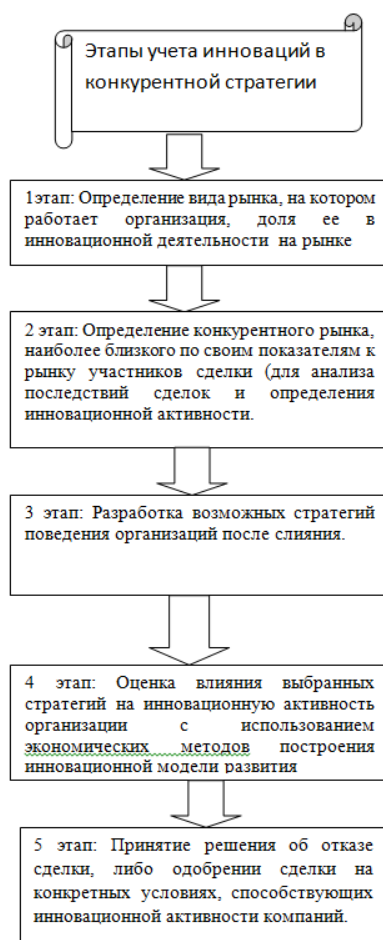 Этапы учета инноваций в
конкурентной стратегии
1этап: Определение вида рынка, на котором
работает организация, доля ее в
инновационной деятельности на рынке
2 этап: Определение конкурентного рынка,
наиболее близкого по своим показателям к
рынку участников сделки (для анализа
последствий сделок и определения
инновационной активности.
3 этап: Разработка возможных стратегий
поведения организаций после слияния.
4 этап: Оценка влияния выбранных
стратегий на инновационную активность
организации с использованием
экономических методов построения
инновационной модели развития
5 этап: Принятие решения об отказе
сделки, либо одобрении сделки на
конкретных условиях, способствующих
инновационной активности компаний.